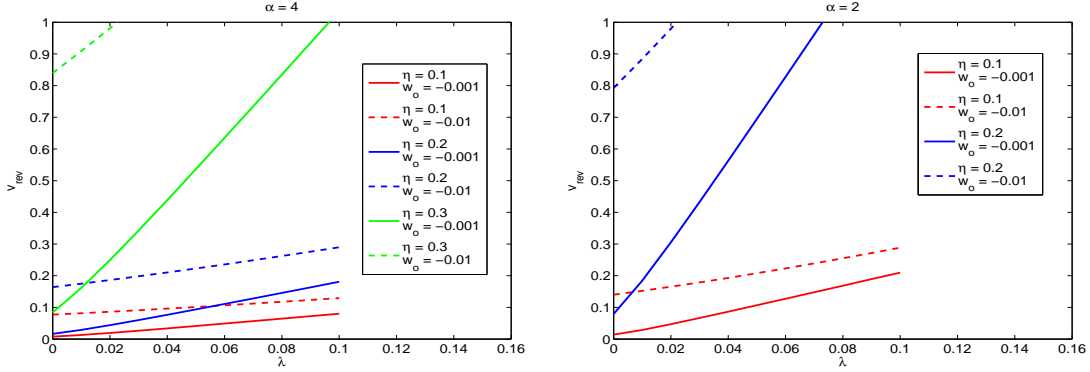 α = 4
1
0.9
0.8
0.7
0.6
0.5
0.4
0.3
0.2
0.1
0
v_rev
0 0.02 0.04 0.06 0.08 0.1 0.12 0.14 0.16
λ
η = 0.1
w_o = −0.001
η = 0.1
w_o = −0.01
η = 0.2
w_o = −0.001
η = 0.2
w_o = −0.01
η = 0.3
w_o = −0.001
η = 0.3
w_o = −0.01
α = 2
1
0.9
0.8
0.7
0.6
0.5
0.4
0.3
0.2
0.1
0
v_rev
0 0.02 0.04 0.06 0.08 0.1 0.12 0.14 0.16
λ
η = 0.1
w_o = −0.001
η = 0.1
w_o = −0.01
η = 0.2
w_o = −0.001
η = 0.2
w_o = −0.01